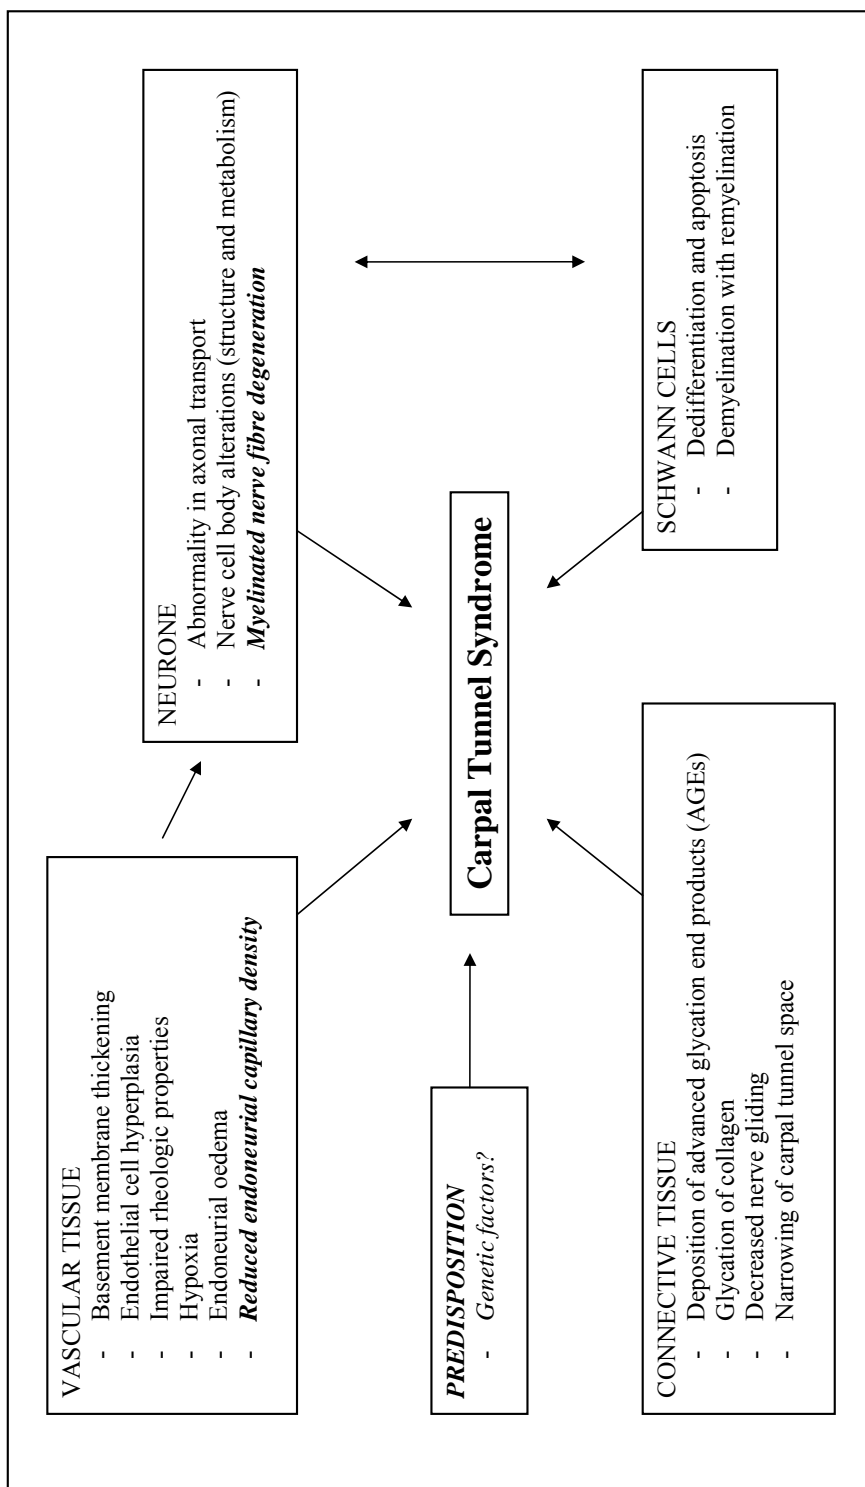 VASCULAR TISSUE
- Basement membrane thickening
- Endothelial cell hyperplasia
- Impaired rheologic properties
- Hypoxia
- Endoneurial oedema
- Reduced endoneurial capillary density
NEURONE
- Abnormality in axonal transport
- Nerve cell body alterations (structure and metabolism)
- Myelinated nerve fibre degeneration
PREDISPOSITION
- Genetic factors?
Carpal Tunnel Syndrome
CONNECTIVE TISSUE
- Deposition of advanced glycation end products (AGEs)
- Glycation of collagen
- Decreased nerve gliding
- Narrowing of carpal tunnel space
SCHWANN CELLS
- Dedifferentiation and apoptosis
- Demyelination with remyelination